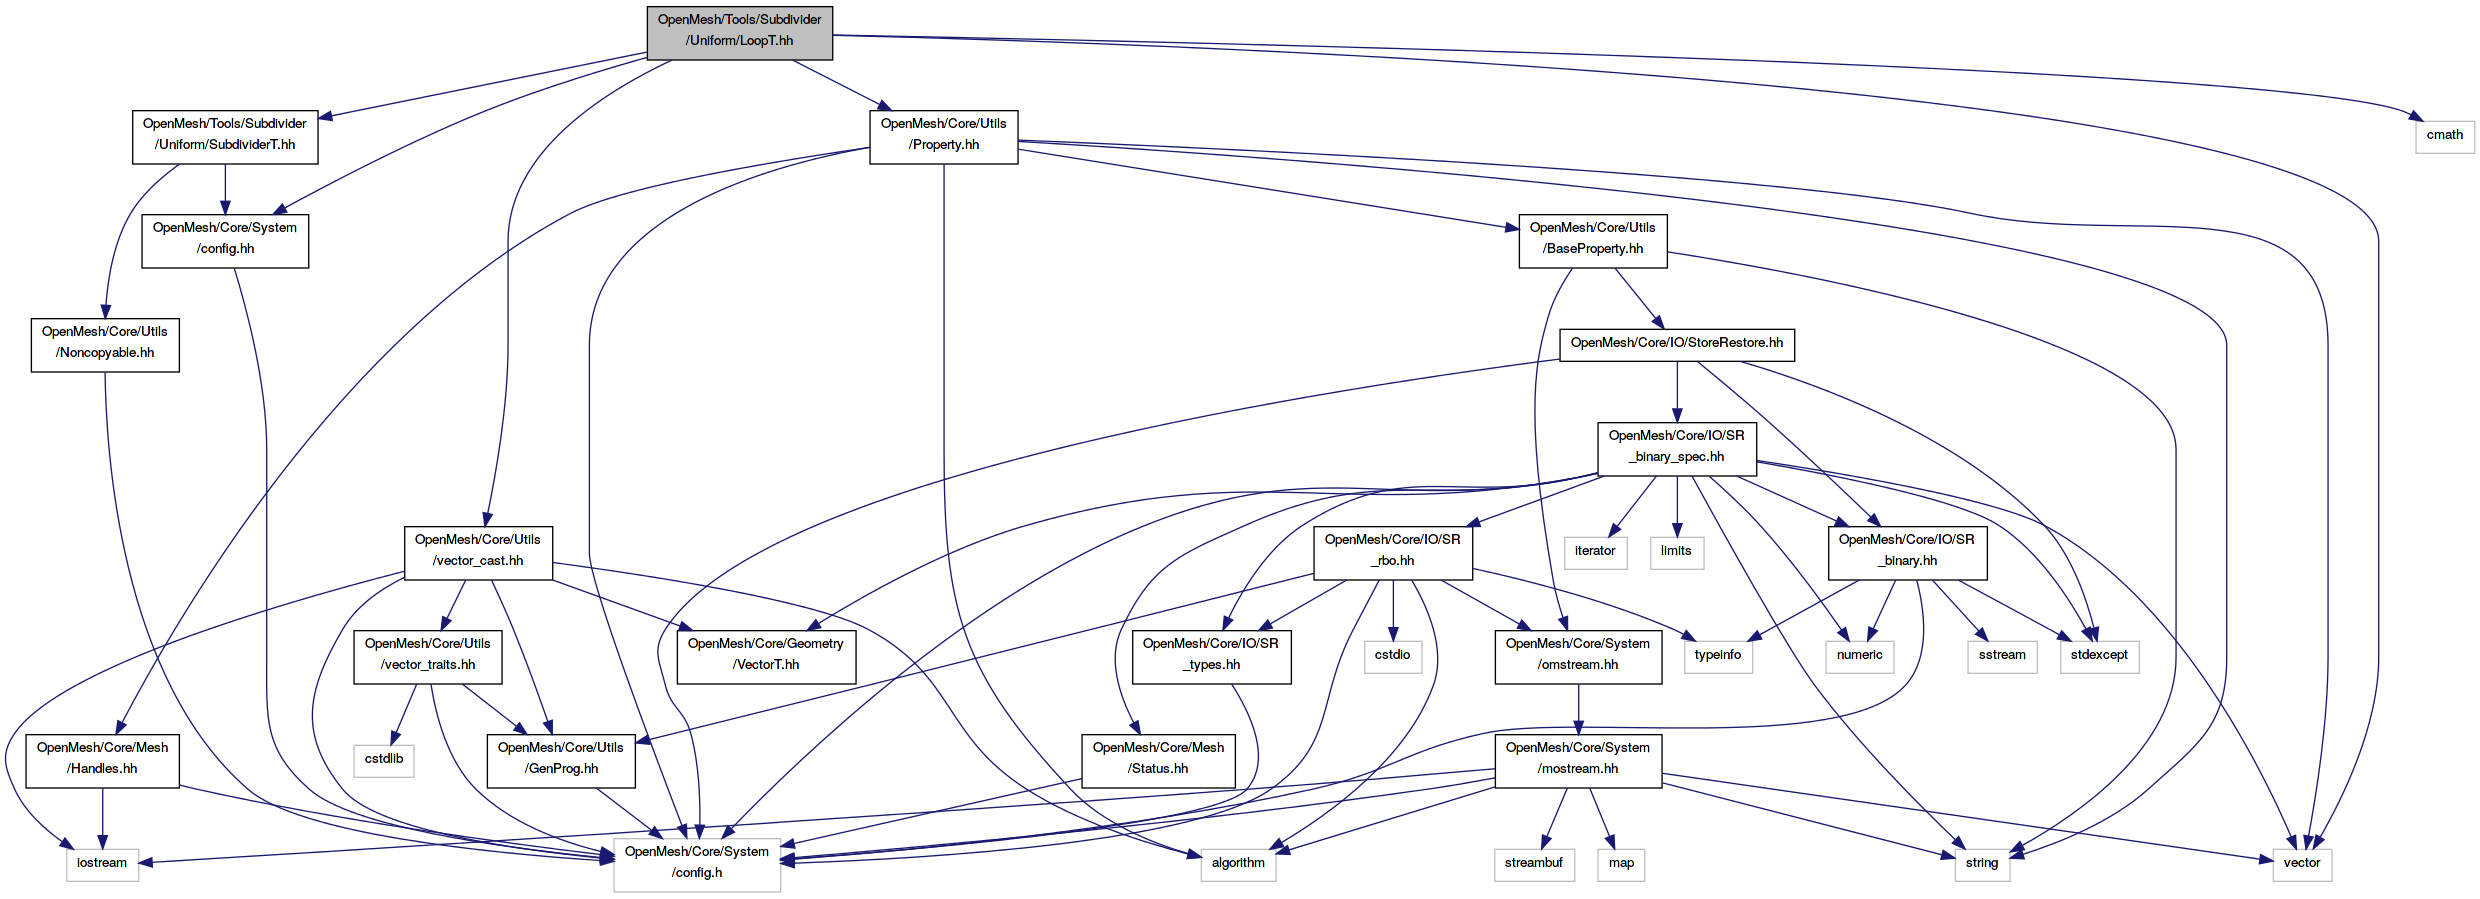 OpenMesh/Tools/Subdivider
/Uniform/LoopT.hh
OpenMesh/Tools/Subdivider
/Uniform/SubdividerT.hh
OpenMesh/Core/Utils
/Property.hh
cmath
OpenMesh/Core/System
/config.hh
OpenMesh/Core/Utils
/BaseProperty.hh
OpenMesh/Core/Utils
/Noncopyable.hh
OpenMesh/Core/IO/StoreRestore.hh
OpenMesh/Core/IO/SR
_binary_spec.hh
OpenMesh/Core/Utils
/vector_cast.hh
OpenMesh/Core/IO/SR
_rbo.hh
iterator
limits
OpenMesh/Core/IO/SR
_binary.hh
OpenMesh/Core/Utils
/vector_traits.hh
OpenMesh/Core/Geometry
/VectorT.hh
OpenMesh/Core/IO/SR
_types.hh
cstdio
OpenMesh/Core/System
/omstream.hh
typeinfo
numeric
sstream
stdexcept
OpenMesh/Core/Mesh
/Handles.hh
cstdlib
OpenMesh/Core/Utils
/GenProg.hh
OpenMesh/Core/Mesh
/Status.hh
OpenMesh/Core/System
/mostream.hh
iostream
OpenMesh/Core/System
/config.h
algorithm
streambuf
map
string
vector